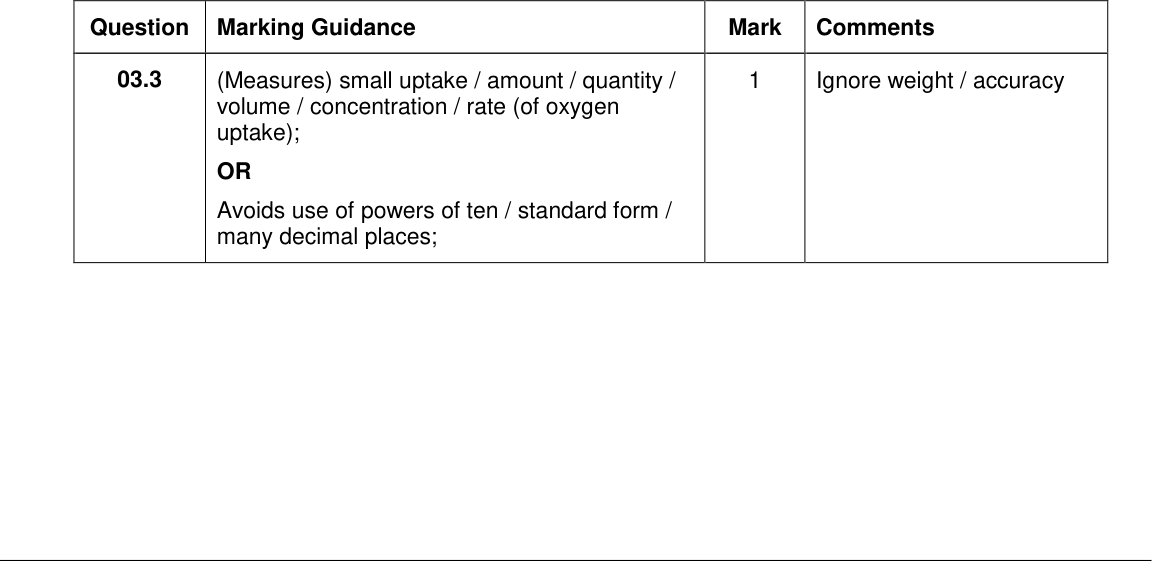 Question Marking Guidance Mark Comments
03.3 (Measures) small uptake / amount / quantity / 1 Ignore weight / accuracy
volume / concentration / rate (of oxygen
uptake);
OR
Avoids use of powers of ten / standard form /
many decimal places;